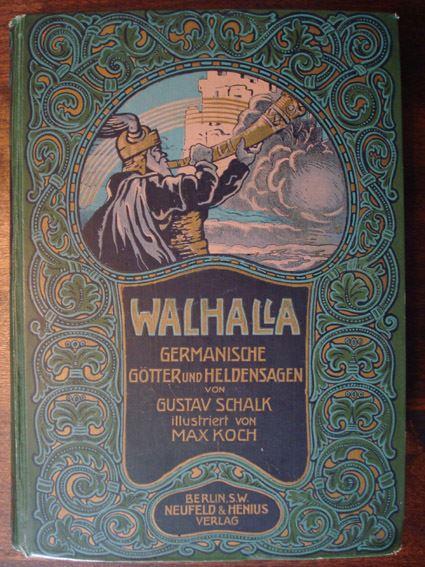 WALHALLA
GERMANISCHE
GÖTTER UND HELDENSAGEN
VON
GUSTAV SCHALK
illustriert von
MAX KOCH
BERLIN, S.W.
NEUFELD & HENIUS
VERLAG